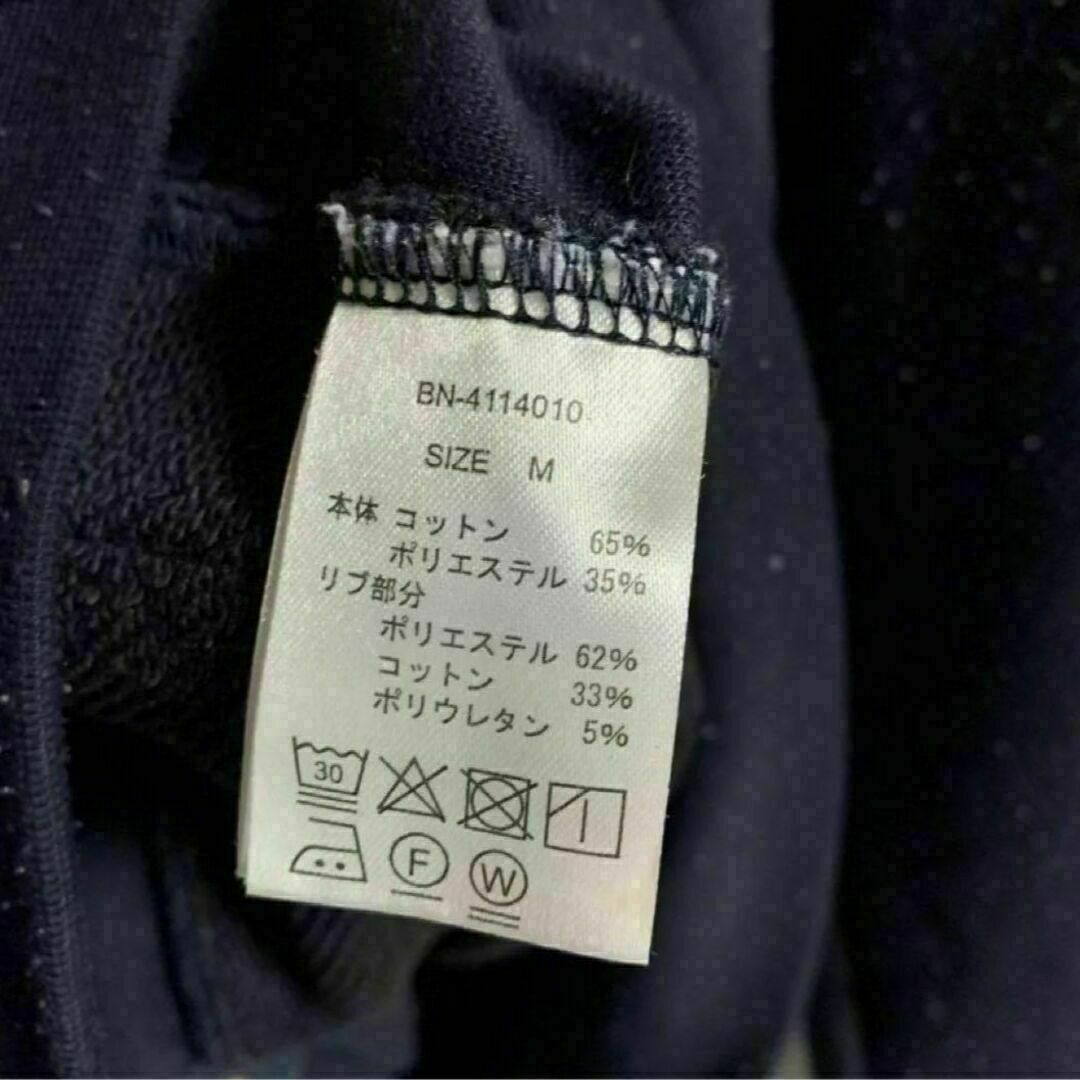 BN-4114010
SIZE M
本体 コットン 65%
ポリエステル 35%
リブ部分
ポリエステル 62%
コットン 33%
ポリウレタン 5%
30
F W